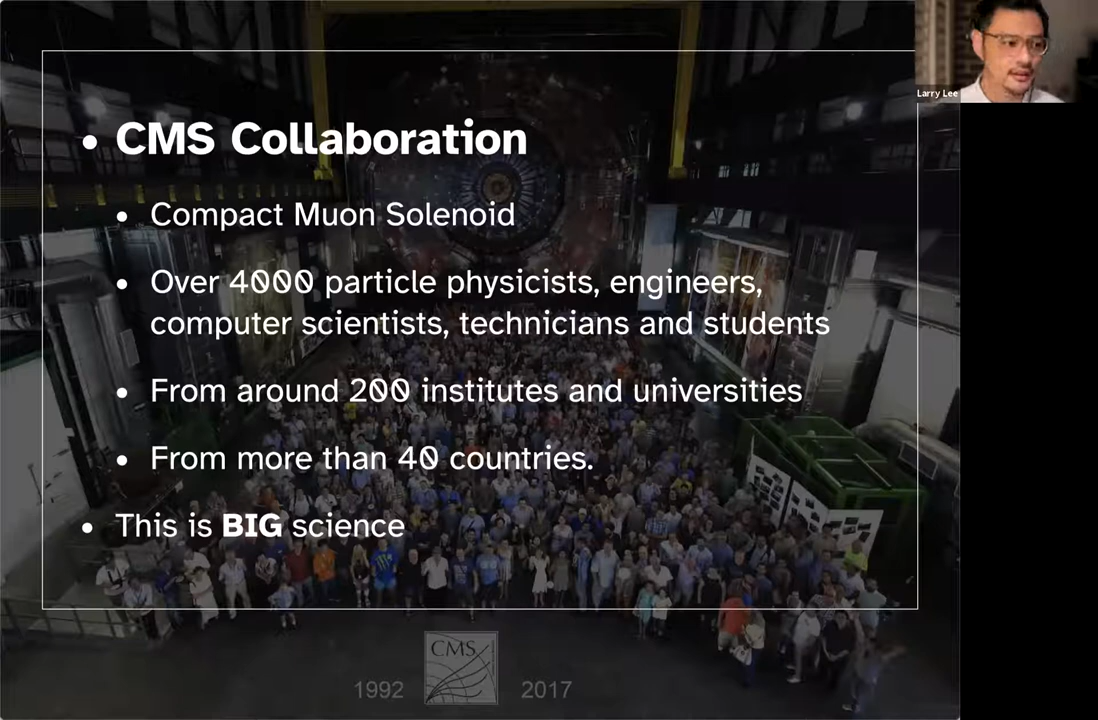 Larry Lee
• CMS Collaboration
• Compact Muon Solenoid
• Over 4000 particle physicists, engineers,
computer scientists, technicians and students
• From around 200 institutes and universities
• From more than 40 countries.
• This is BIG science
CMS
1992 2017